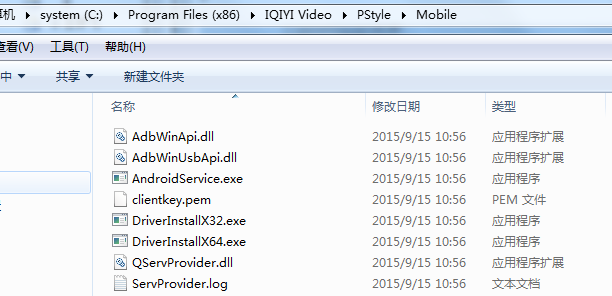 算机 ▸ system (C:) ▸ Program Files (x86) ▸ IQIYI Video ▸ PStyle ▸ Mobile
查看(V) 工具(T) 帮助(H)
中 共享 新建文件夹
名称 修改日期 类型
AdbWinApi.dll 2015/9/15 10:56 应用程序扩展
AdbWinUsbApi.dll 2015/9/15 10:56 应用程序扩展
AndroidService.exe 2015/9/15 10:56 应用程序
clientkey.pem 2015/9/15 10:56 PEM 文件
DriverInstallX32.exe 2015/9/15 10:56 应用程序
DriverInstallX64.exe 2015/9/15 10:56 应用程序
QServProvider.dll 2015/9/15 10:56 应用程序扩展
ServProvider.log 2015/9/15 10:56 文本文档